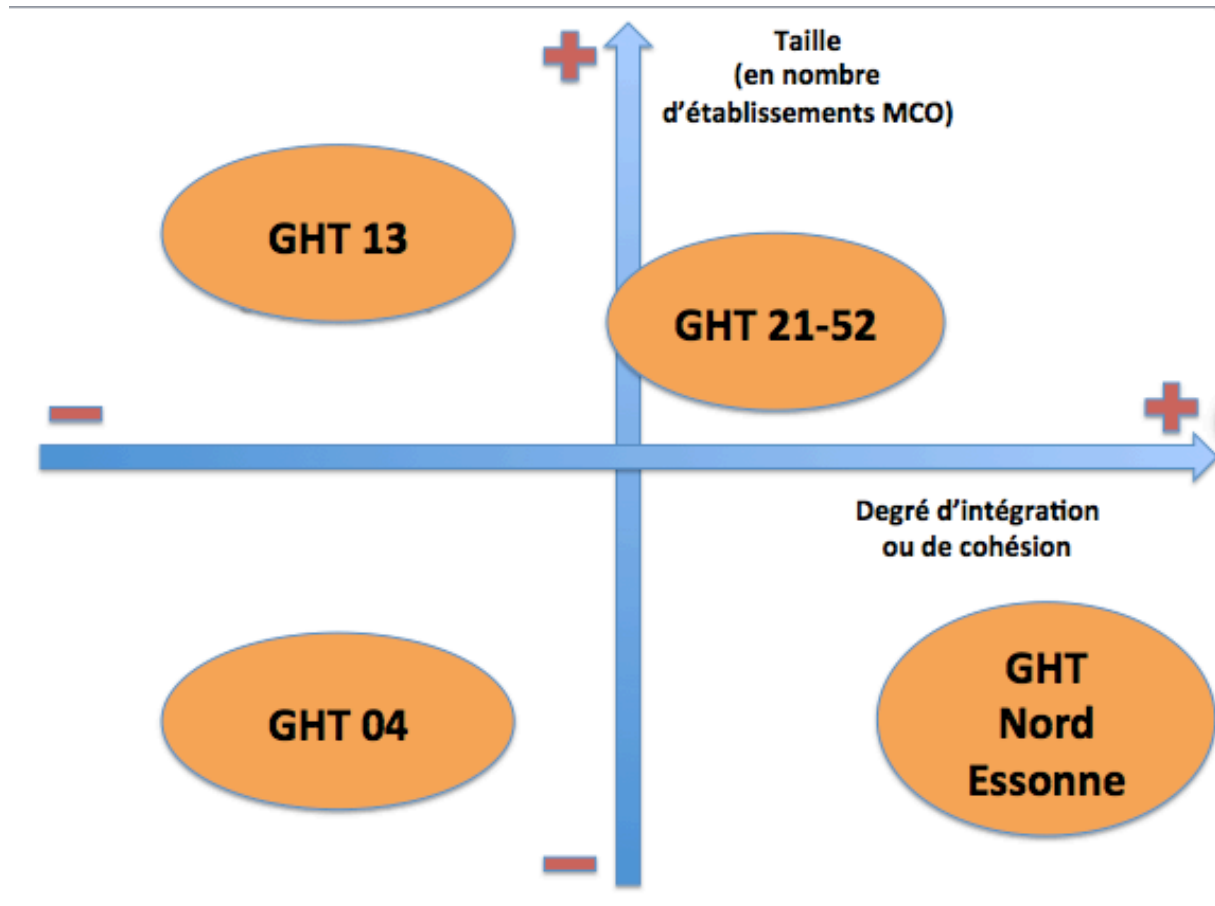 +
Taille
(en nombre
d’établissements MCO)
GHT 13
GHT 21-52
−
+
Degré d’intégration
ou de cohésion
GHT 04
GHT
Nord
Essonne
−